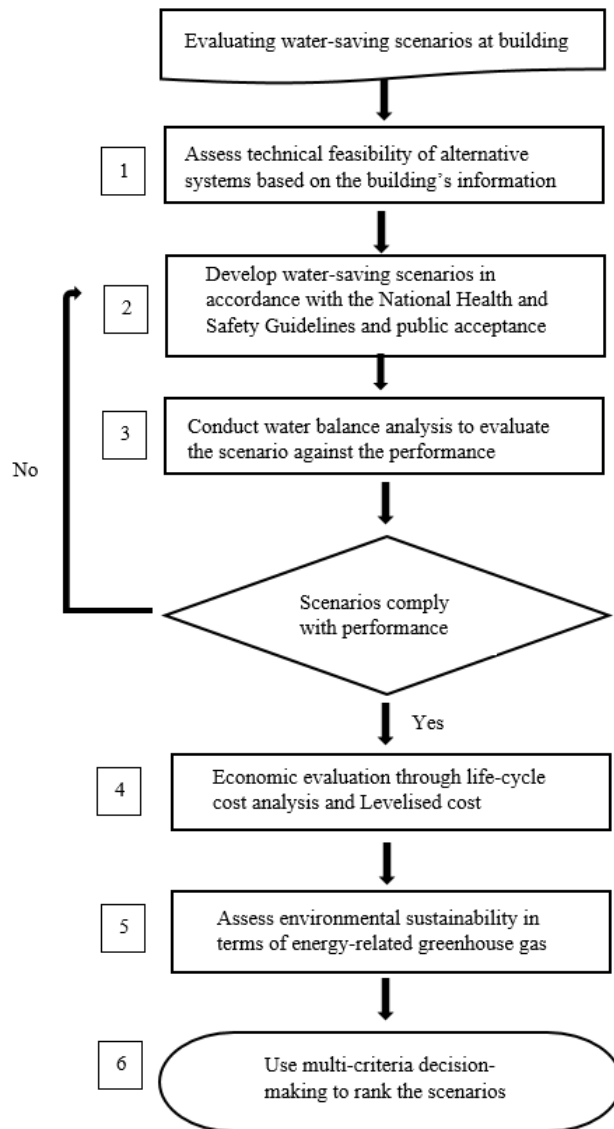 Evaluating water-saving scenarios at building
1
Assess technical feasibility of alternative
systems based on the building's information
2
Develop water-saving scenarios in
accordance with the National Health and
Safety Guidelines and public acceptance
3
Conduct water balance analysis to evaluate
the scenario against the performance
No
Scenarios comply
with performance
Yes
4
Economic evaluation through life-cycle
cost analysis and Levelised cost
5
Assess environmental sustainability in
terms of energy-related greenhouse gas
6
Use multi-criteria decision-
making to rank the scenarios